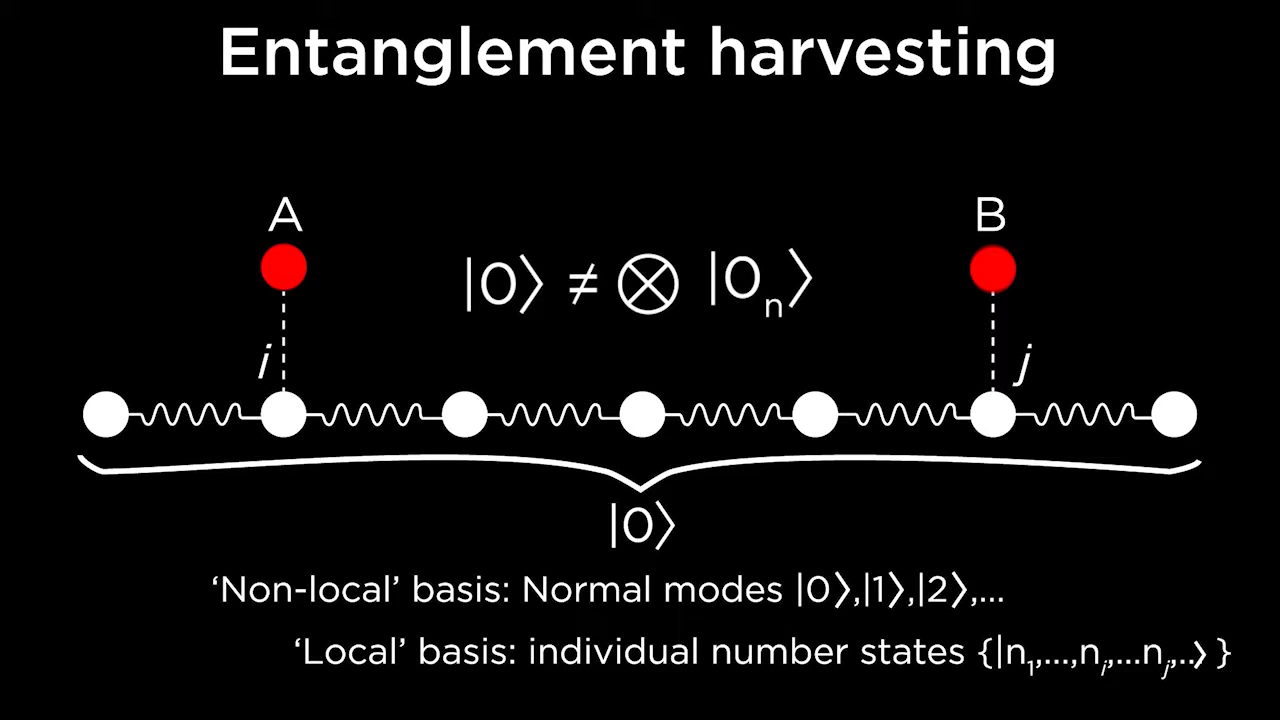 Entanglement harvesting
A
B
|0⟩ ≠ ⊗ |0ₙ⟩
i
j
|0⟩
‘Non-local’ basis: Normal modes |0⟩,|1⟩,|2⟩,...
‘Local’ basis: individual number states {|n₁,...,nᵢ,...nⱼ,..⟩ }